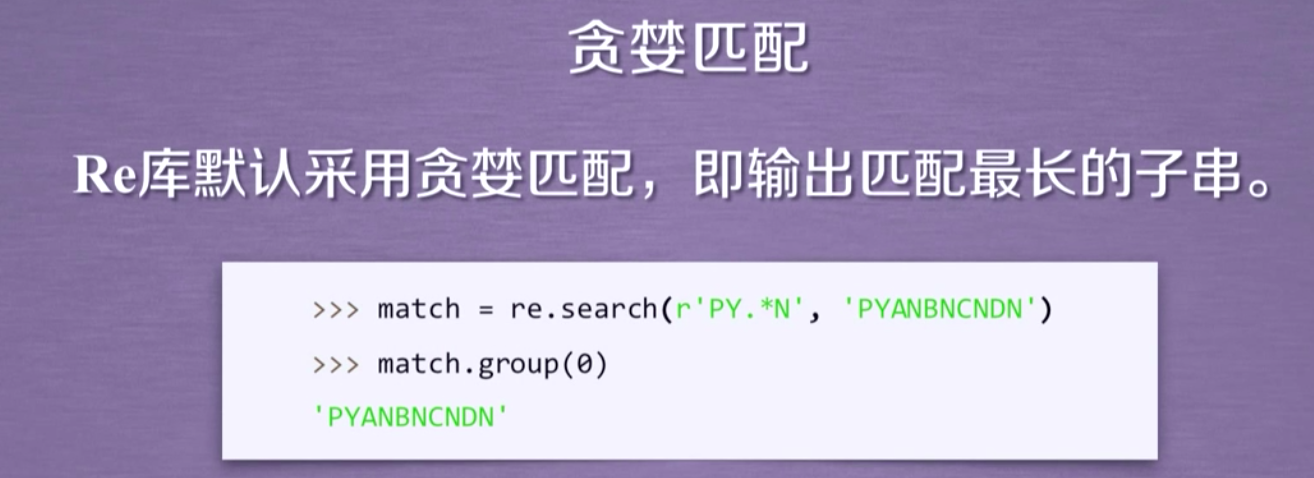 贪婪匹配
Re库默认采用贪婪匹配，即输出匹配最长的子串。
>>> match = re.search(r'PY.*N', 'PYANBNCNDN')
>>> match.group(0)
'PYANBNCNDN'